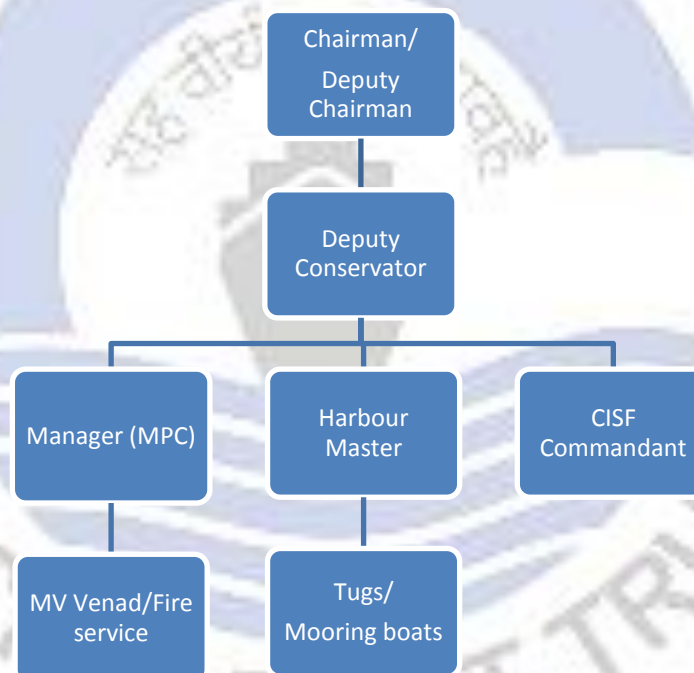 Chairman/
Deputy
Chairman
Deputy
Conservator
Manager (MPC)
Harbour
Master
CISF
Commandant
MV Venad/Fire
service
Tugs/
Mooring boats